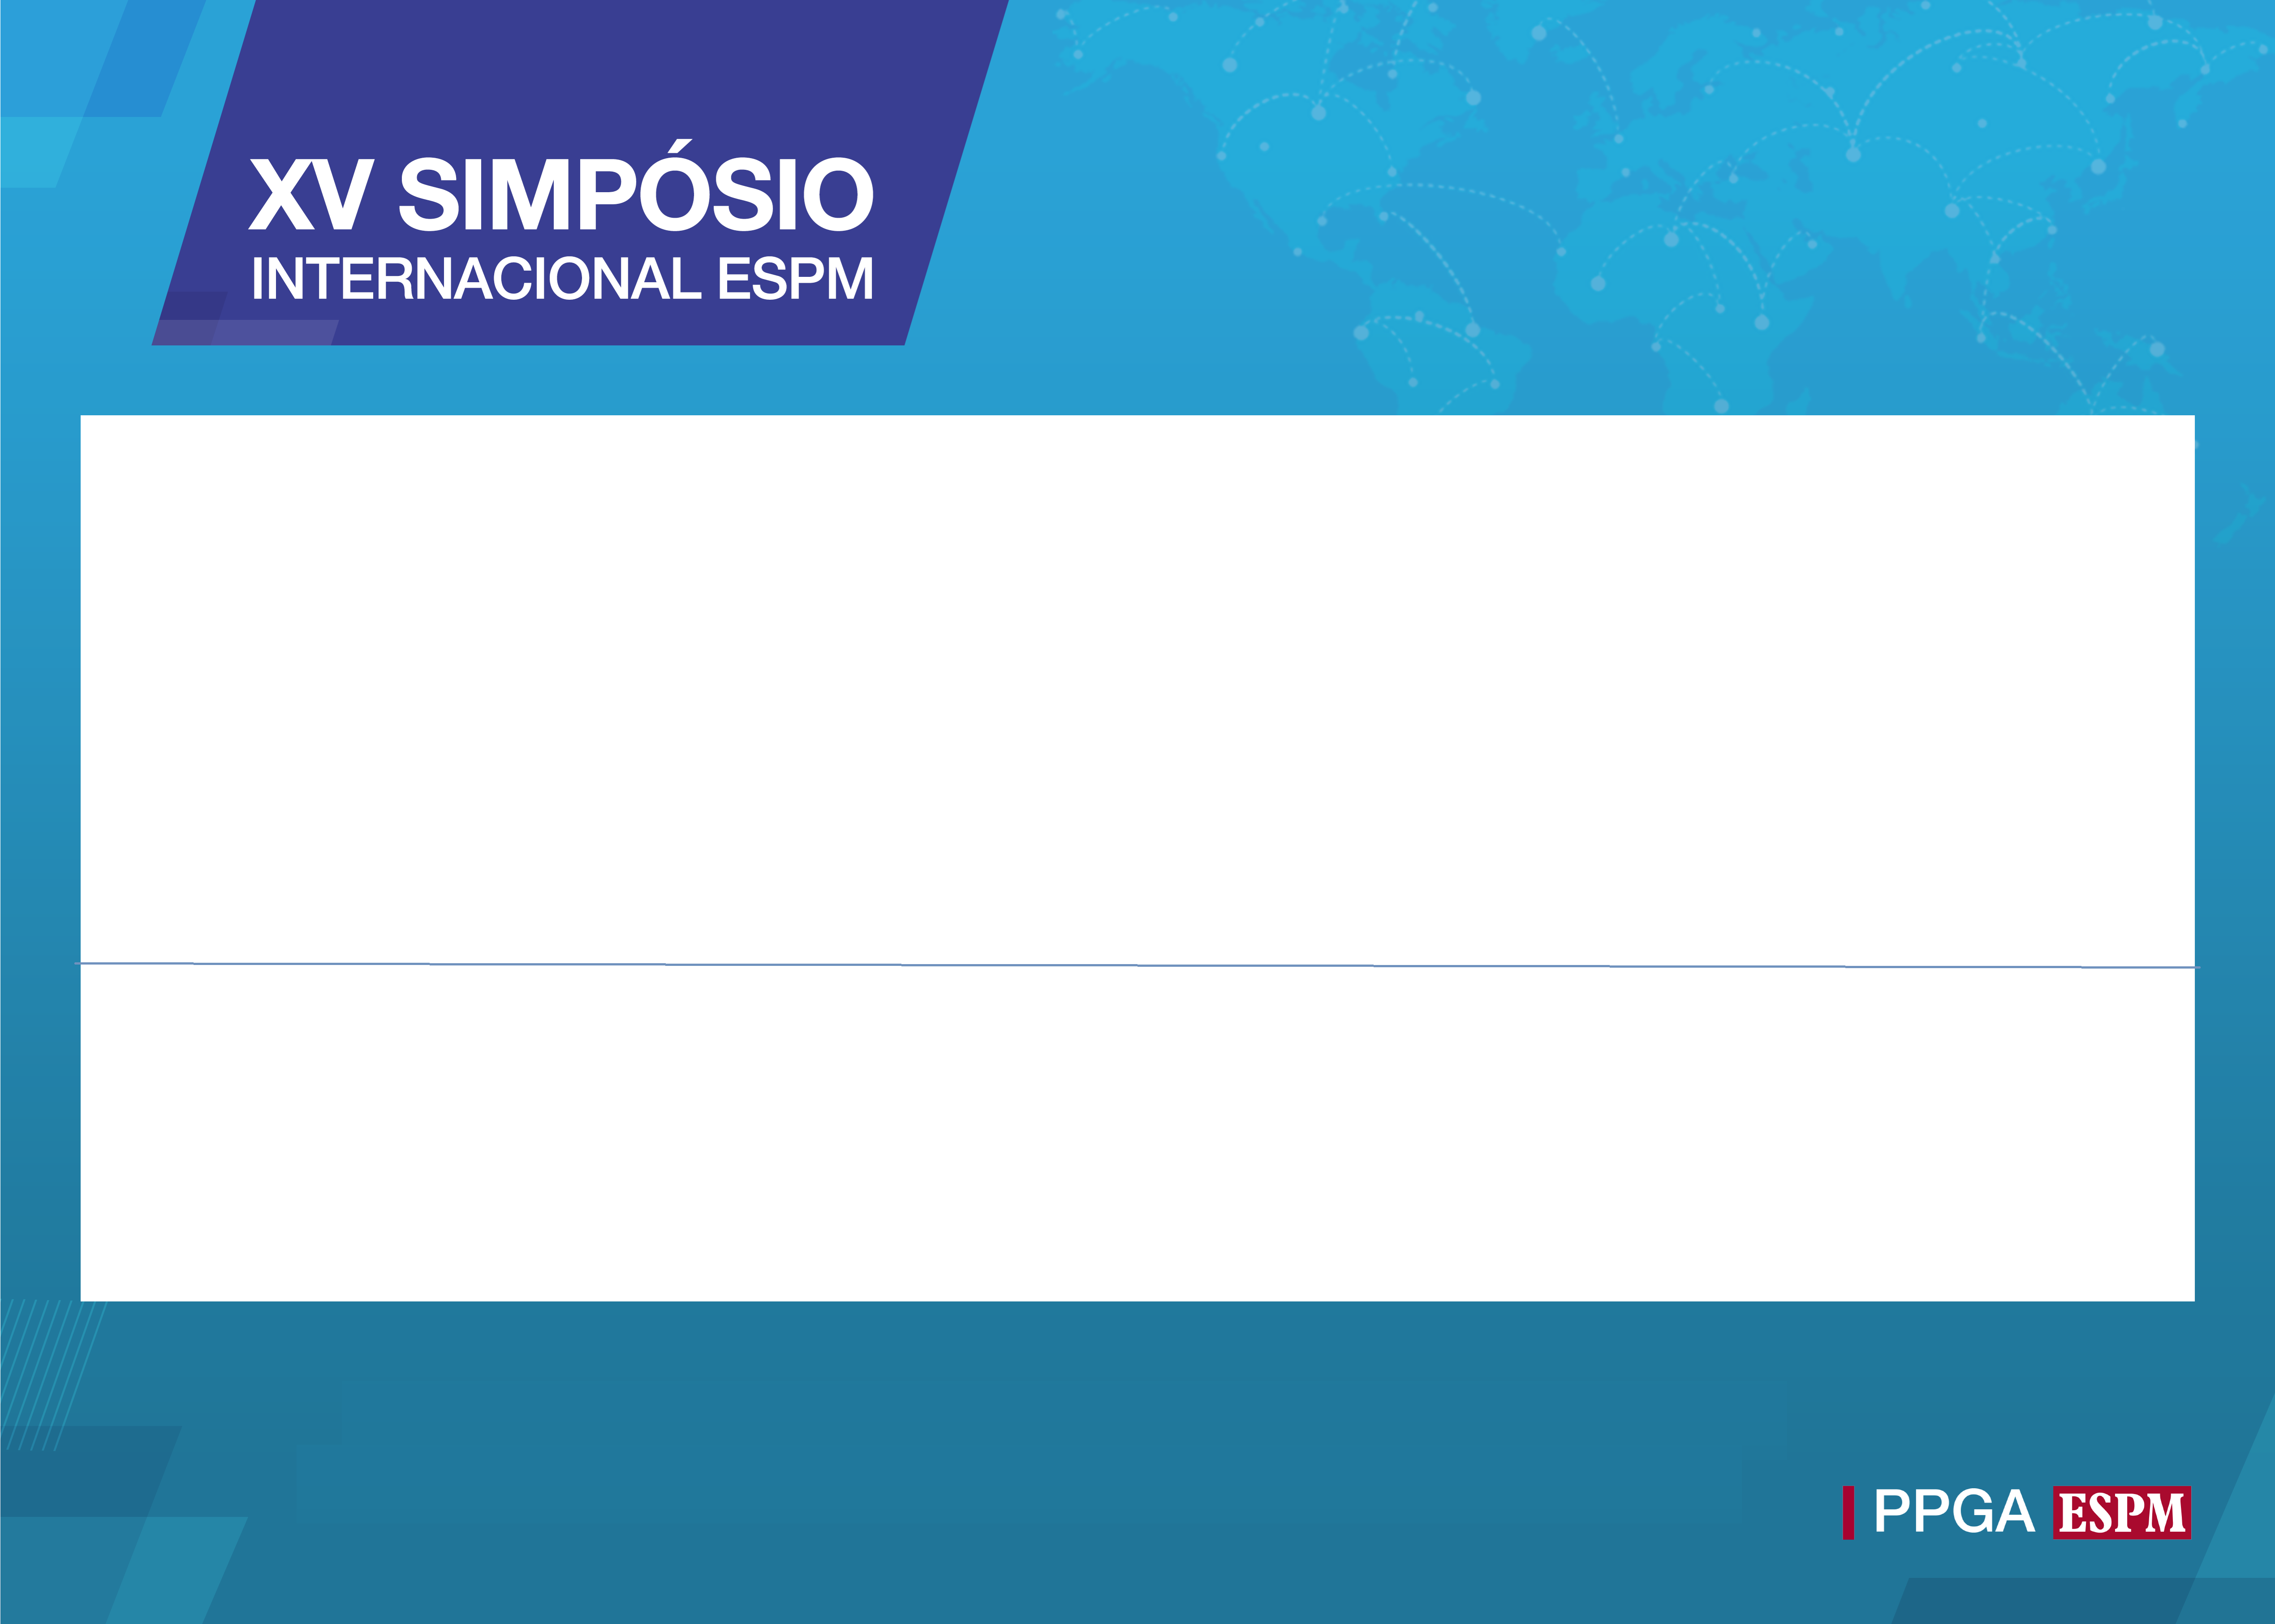 XV SIMPÓSIO
INTERNACIONAL ESPM
PPGA ESPM